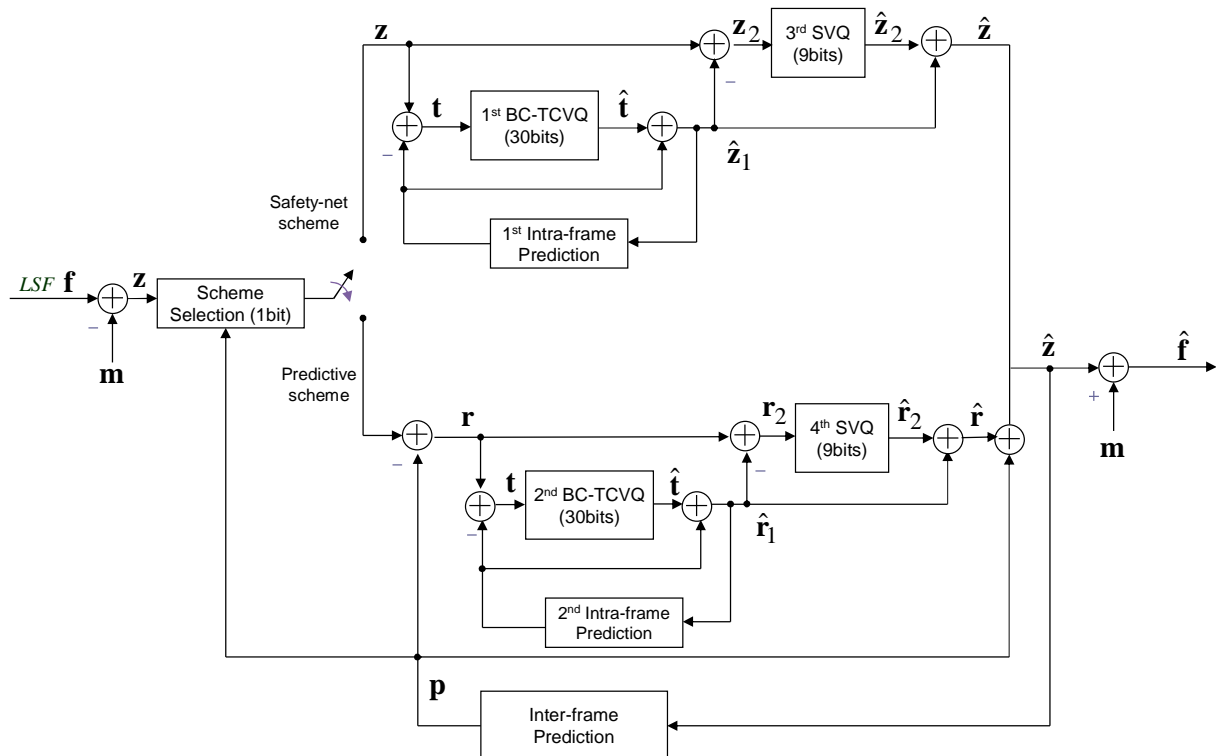 z
z₂
3rd SVQ
(9bits)
ẑ₂
ẑ
t
1st BC-TCVQ
(30bits)
t̂
ẑ₁
−
−
Safety-net
scheme
1st Intra-frame
Prediction
LSF f
z
Scheme
Selection (1bit)
−
m
Predictive
scheme
ẑ
f̂
+
m
r
r₂
4th SVQ
(9bits)
r̂₂
r̂
−
−
t
2nd BC-TCVQ
(30bits)
t̂
r̂₁
−
2nd Intra-frame
Prediction
p
Inter-frame
Prediction